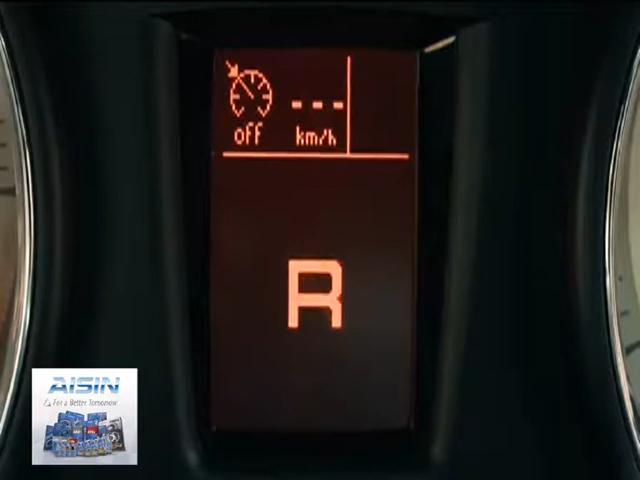 off
--- km/h
R
AISIN
For a Better Tomorrow